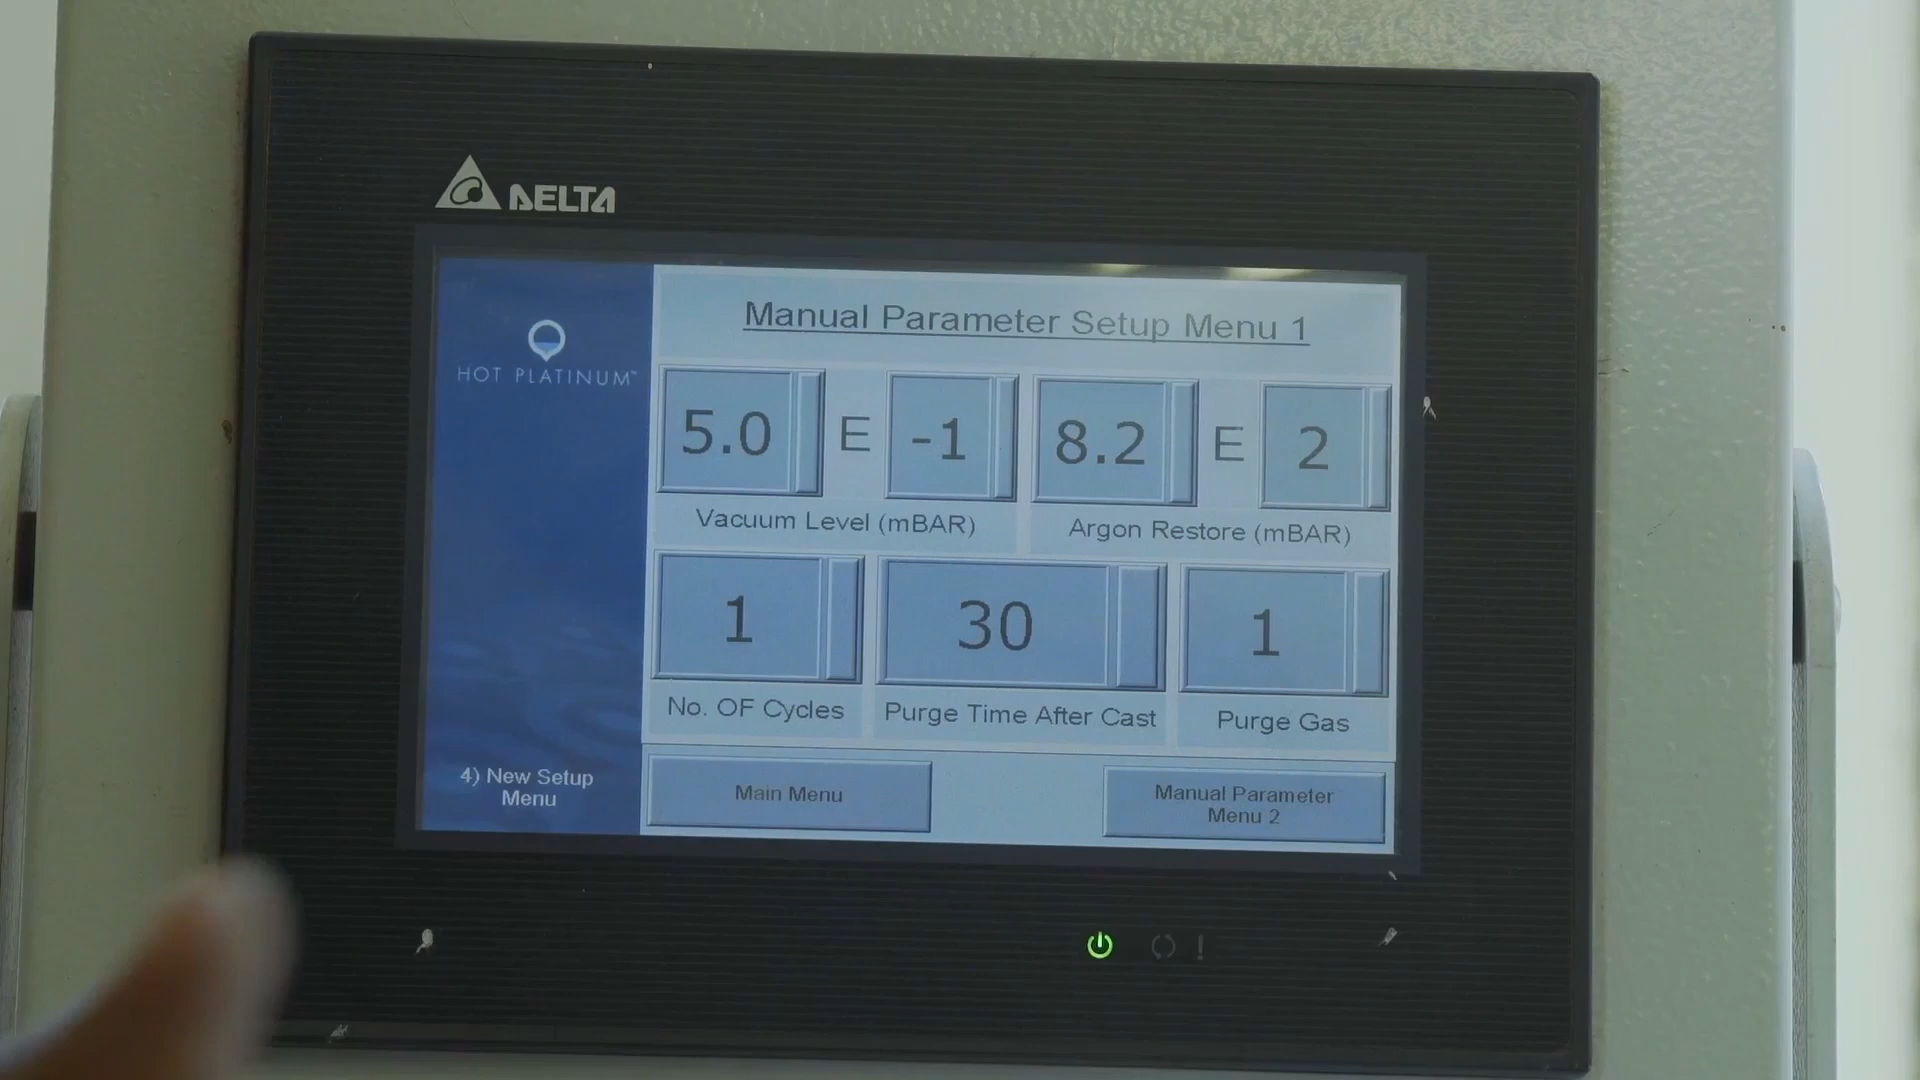 DELTA
HOT PLATINUM™
Manual Parameter Setup Menu 1
5.0 E -1 8.2 E 2
Vacuum Level (mBAR) Argon Restore (mBAR)
1 30 1
No. OF Cycles Purge Time After Cast Purge Gas
4) New Setup
Menu
Main Menu
Manual Parameter
Menu 2